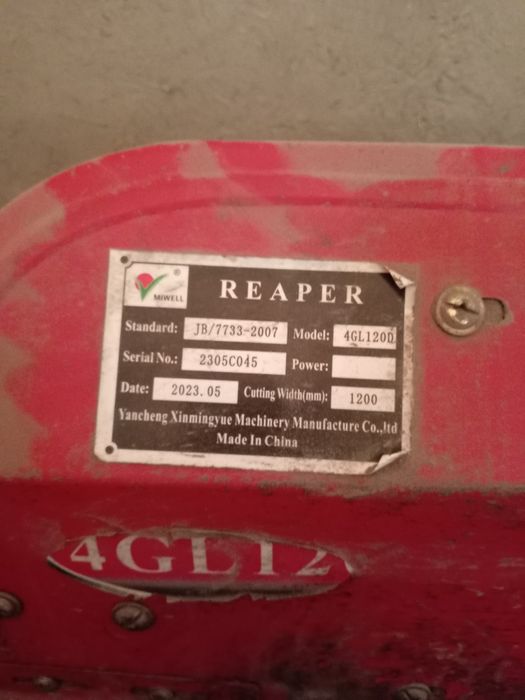 MIWELL
®
REAPER
Standard: JB/7733-2007 Model: 4GL120D
Serial No.: 2305C045 Power:
Date: 2023.05 Cutting Width(mm): 1200
Yancheng Xinmingyue Machinery Manufacture Co.,ltd
Made In China
4GL120